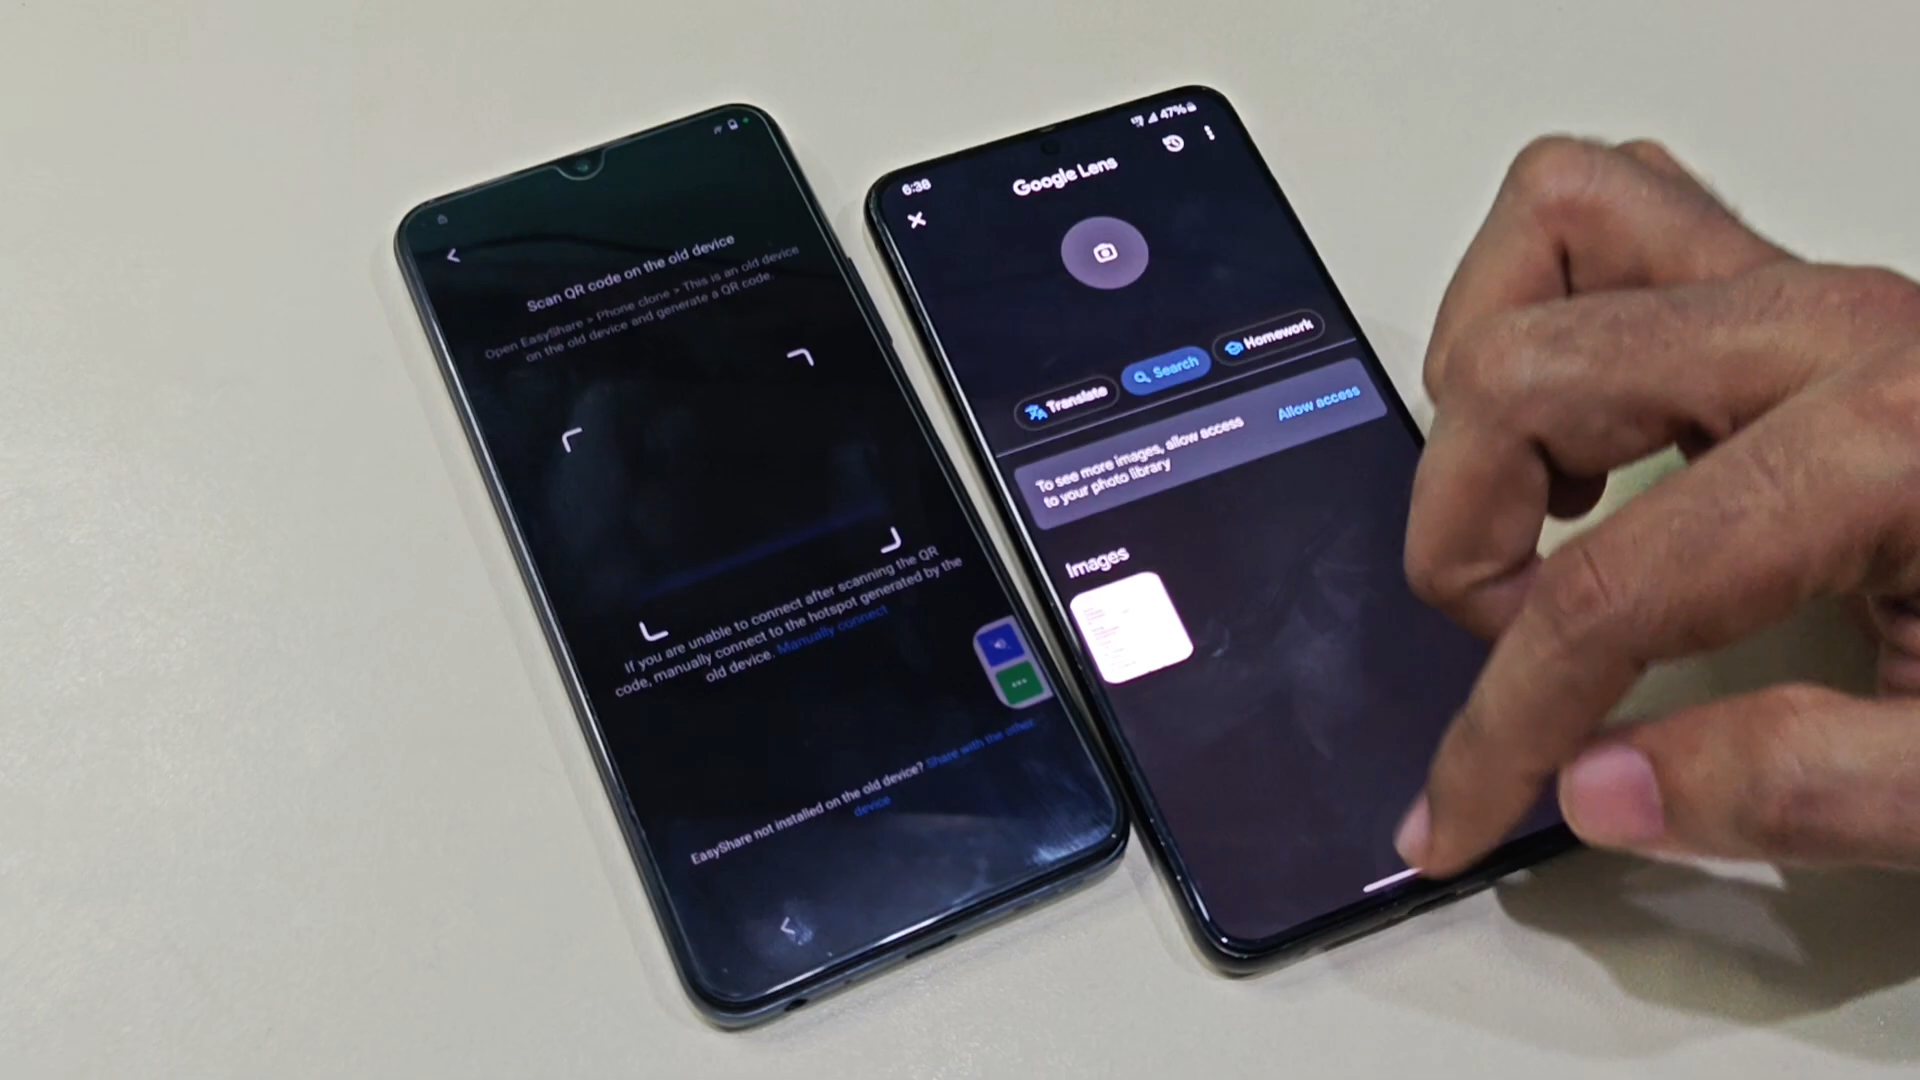 Scan QR code on the old device
Open EasyShare > Phone clone > This is an old device
on the old device and generate a QR code.
If you are unable to connect after scanning the QR
code, manually connect to the hotspot generated by the
old device. Manually connect
EasyShare not installed on the old device? Share with the other
device
6:38
47%
Google Lens
Translate
Search
Homework
To see more images, allow access
to your photo library
Allow access
Images